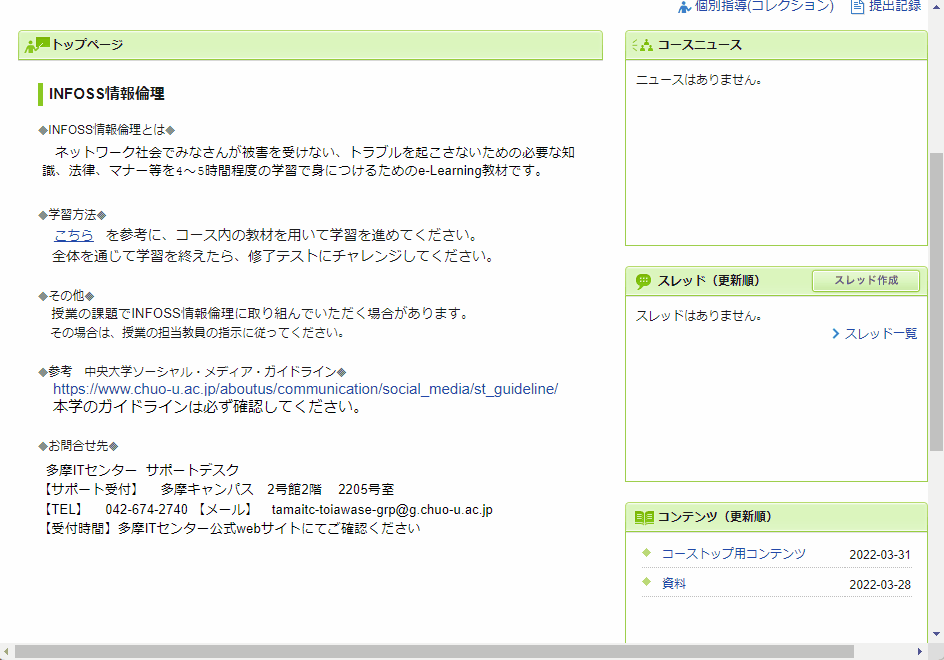 個別指導(コレクション) 提出記録
トップページ
INFOSS情報倫理
◆INFOSS情報倫理とは◆
ネットワーク社会でみなさんが被害を受けない、トラブルを起こさないための必要な知
識、法律、マナー等を4～5時間程度の学習で身につけるためのe-Learning教材です。
◆学習方法◆
こちら を参考に、コース内の教材を用いて学習を進めてください。
全体を通じて学習を終えたら、修了テストにチャレンジしてください。
◆その他◆
授業の課題でINFOSS情報倫理に取り組んでいただく場合があります。
その場合は、授業の担当教員の指示に従ってください。
◆参考 中央大学ソーシャル・メディア・ガイドライン◆
https://www.chuo-u.ac.jp/aboutus/communication/social_media/st_guideline/
本学のガイドラインは必ず確認してください。
◆お問合せ先◆
多摩ITセンター サポートデスク
【サポート受付】 多摩キャンパス 2号館2階 2205号室
【TEL】 042-674-2740 【メール】 tamaitc-toiawase-grp@g.chuo-u.ac.jp
【受付時間】多摩ITセンター公式webサイトにてご確認ください
コースニュース
ニュースはありません。
スレッド（更新順） スレッド作成
スレッドはありません。
スレッド一覧
コンテンツ（更新順）
コーストップ用コンテンツ 2022-03-31
資料 2022-03-28